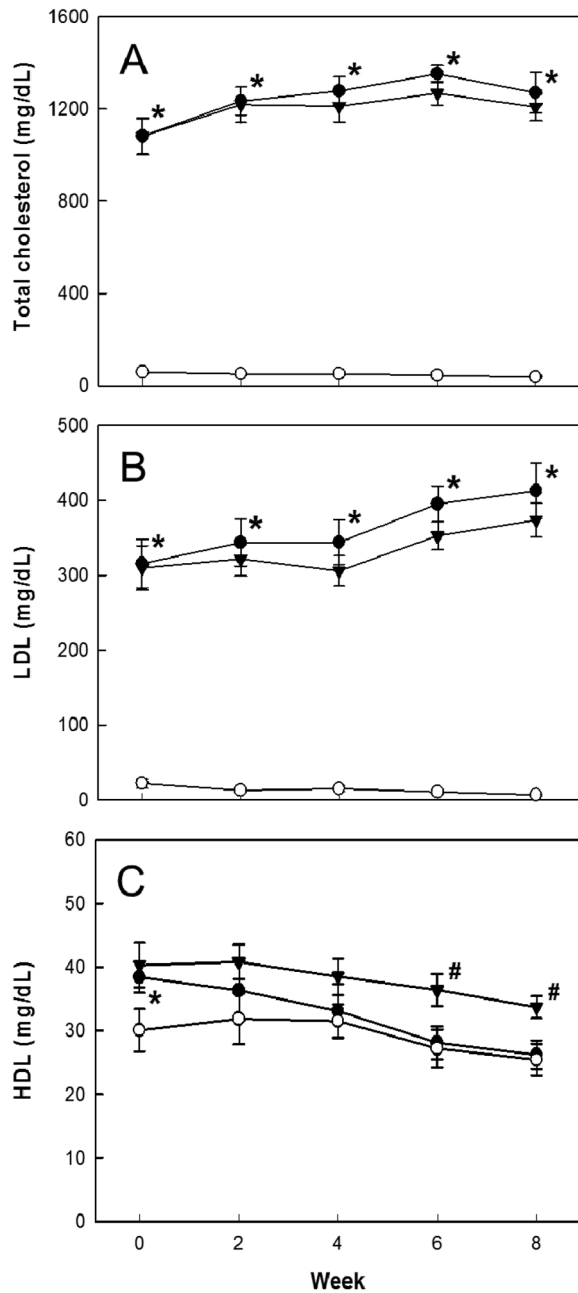 A
Total cholesterol (mg/dL)
1600
1200
800
400
0
* * * * *
B
LDL (mg/dL)
500
400
300
200
100
0
* * * * *
C
HDL (mg/dL)
60
50
40
30
20
10
0
*
# #
0 2 4 6 8
Week